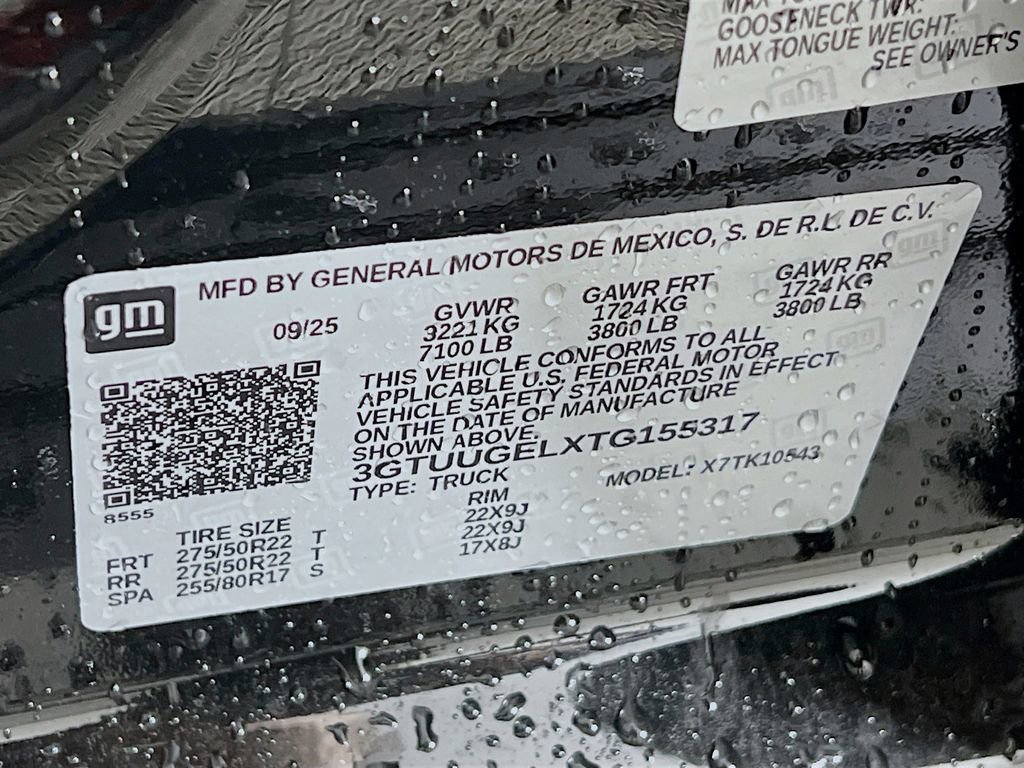 GOOSENECK TWR:
MAX TONGUE WEIGHT:
SEE OWNER'S
gm
MFD BY GENERAL MOTORS DE MEXICO, S. DE R.L. DE C.V.
09/25 GVWR GAWR FRT GAWR RR
3221 KG 1724 KG 1724 KG
7100 LB 3800 LB 3800 LB
THIS VEHICLE CONFORMS TO ALL
APPLICABLE U.S. FEDERAL MOTOR
VEHICLE SAFETY STANDARDS IN EFFECT
ON THE DATE OF MANUFACTURE
SHOWN ABOVE.
3GTUUGELXTG155317
TYPE: TRUCK MODEL: X7TK10543
8555
TIRE SIZE RIM
FRT 275/50R22 T 22X9J
RR 275/50R22 T 22X9J
SPA 255/80R17 S 17X8J